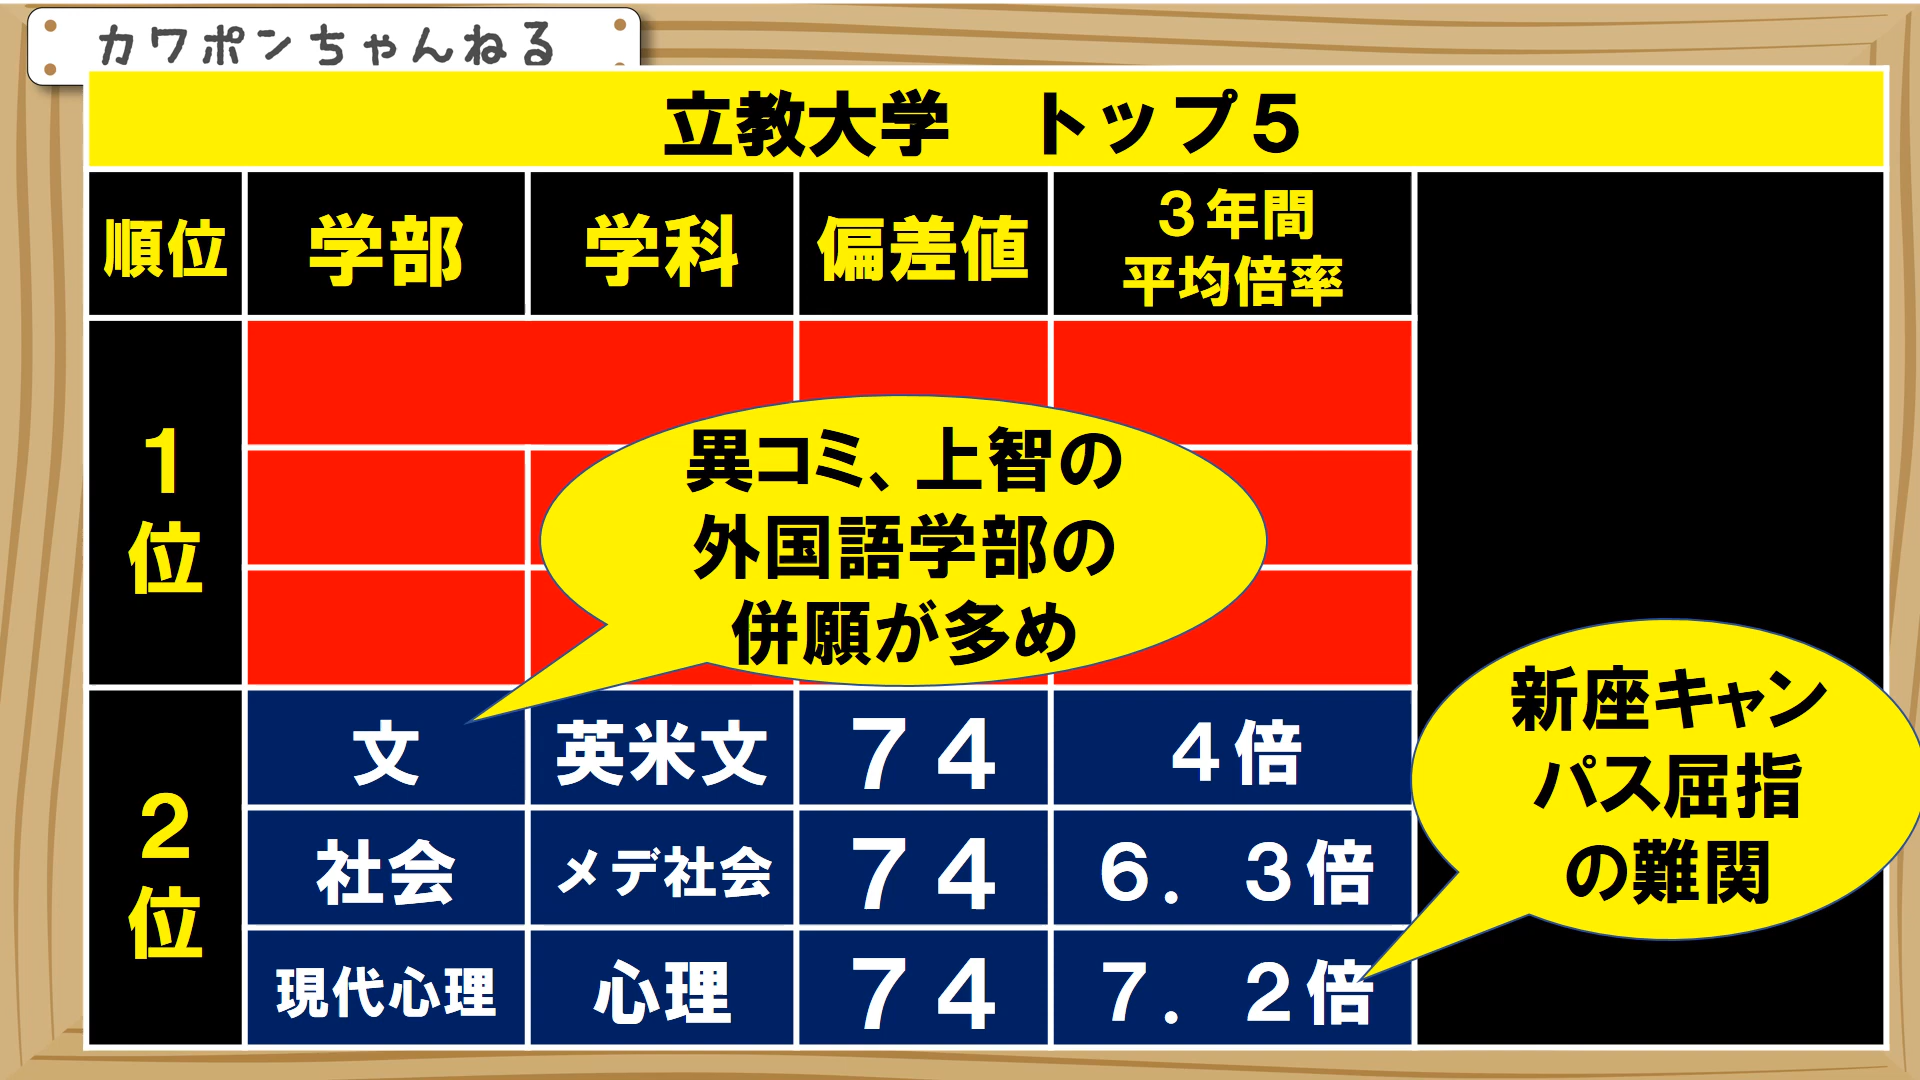 カワポンちゃんねる
立教大学　トップ５
順位 学部 学科 偏差値 ３年間
平均倍率
１位
異コミ、上智の
外国語学部の
併願が多め
２位
文 英米文 ７４ ４倍
社会 メデ社会 ７４ ６．３倍
現代心理 心理 ７４ ７．２倍
新座キャン
パス屈指
の難関